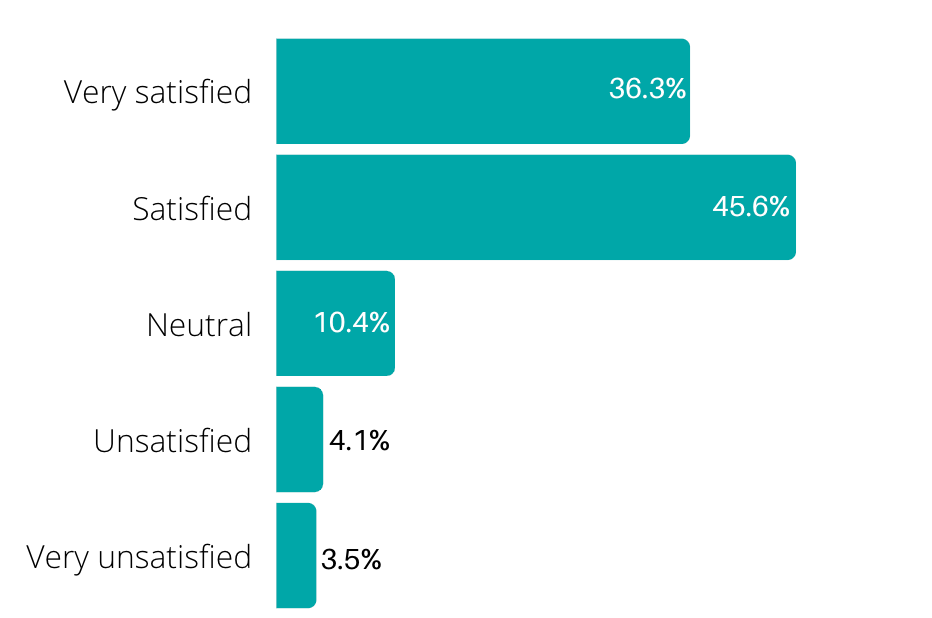 Very satisfied 36.3%
Satisfied 45.6%
Neutral 10.4%
Unsatisfied 4.1%
Very unsatisfied 3.5%